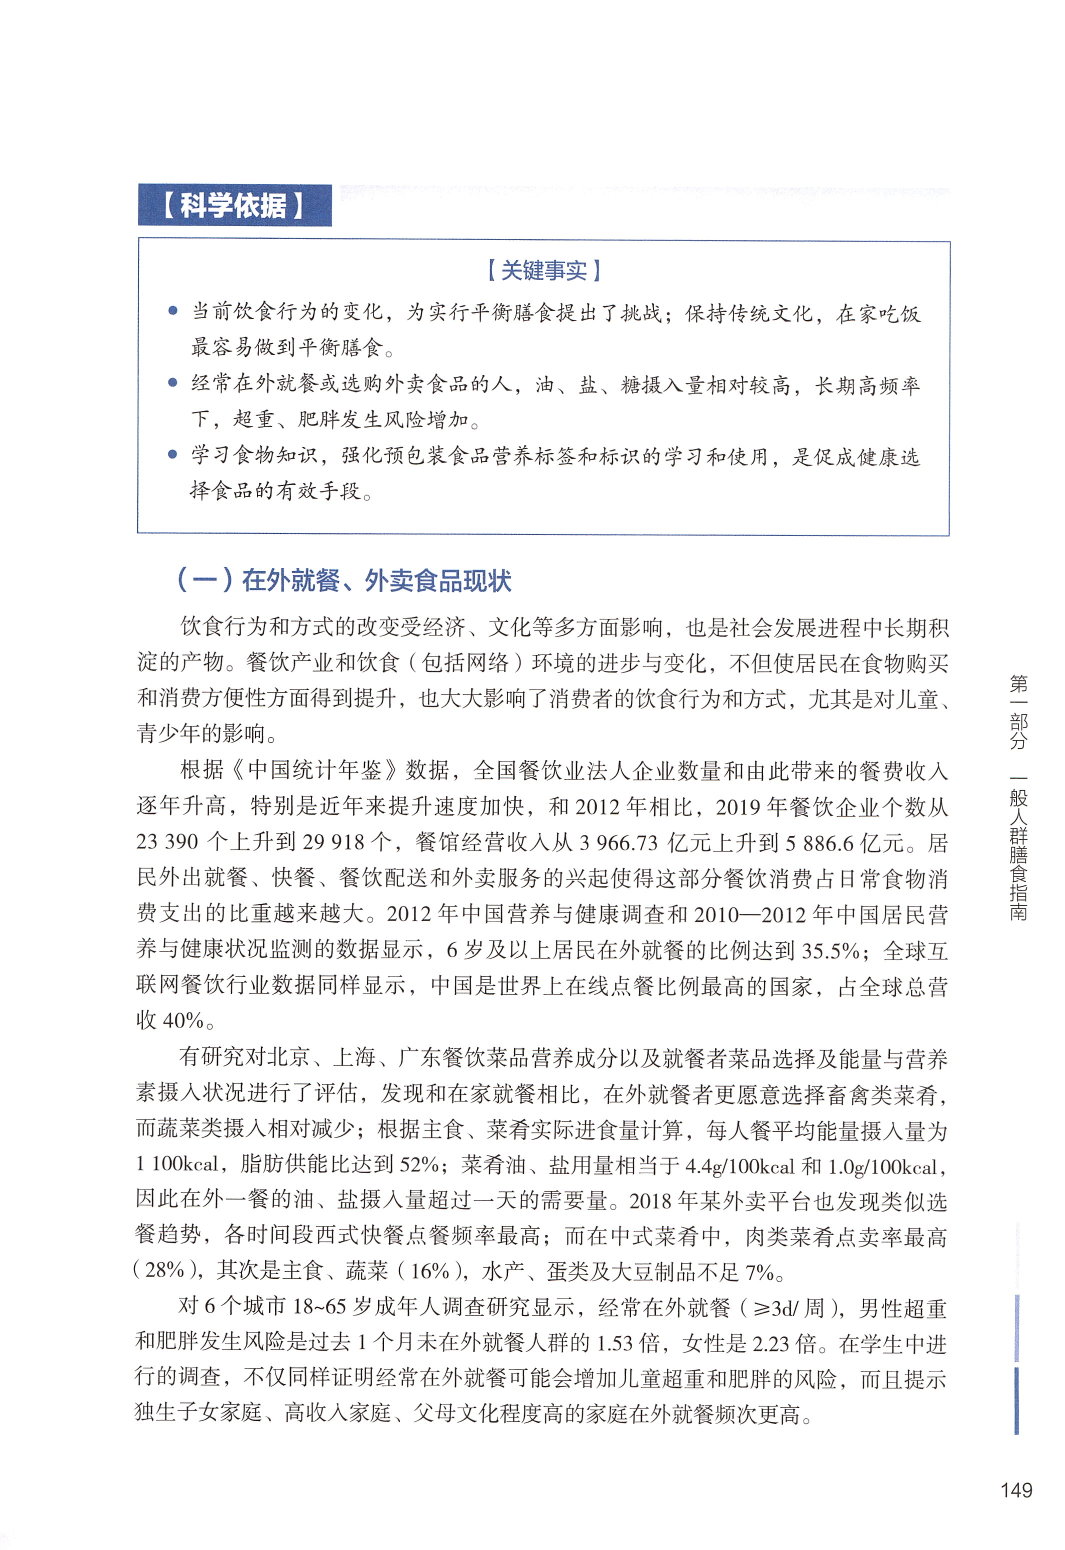 【科学依据】
【关键事实】
● 当前饮食行为的变化，为实行平衡膳食提出了挑战；保持传统文化，在家吃饭
最容易做到平衡膳食。
● 经常在外就餐或选购外卖食品的人，油、盐、糖摄入量相对较高，长期高频率
下，超重、肥胖发生风险增加。
● 学习食物知识，强化预包装食品营养标签和标识的学习和使用，是促成健康选
择食品的有效手段。
（一）在外就餐、外卖食品现状
饮食行为和方式的改变受经济、文化等多方面影响，也是社会发展进程中长期积
淀的产物。餐饮产业和饮食（包括网络）环境的进步与变化，不但使居民在食物购买
和消费方便性方面得到提升，也大大影响了消费者的饮食行为和方式，尤其是对儿童、
青少年的影响。
根据《中国统计年鉴》数据，全国餐饮业法人企业数量和由此带来的餐费收入
逐年升高，特别是近年来提升速度加快，和 2012 年相比，2019 年餐饮企业个数从
23 390 个上升到 29 918 个，餐馆经营收入从 3 966.73 亿元上升到 5 886.6 亿元。居
民外出就餐、快餐、餐饮配送和外卖服务的兴起使得这部分餐饮消费占日常食物消
费支出的比重越来越大。2012 年中国营养与健康调查和 2010—2012 年中国居民营
养与健康状况监测的数据显示，6 岁及以上居民在外就餐的比例达到 35.5%；全球互
联网餐饮行业数据同样显示，中国是世界上在线点餐比例最高的国家，占全球总营
收 40%。
有研究对北京、上海、广东餐饮菜品营养成分以及就餐者菜品选择及能量与营养
素摄入状况进行了评估，发现和在家就餐相比，在外就餐者更愿意选择畜禽类菜肴，
而蔬菜类摄入相对减少；根据主食、菜肴实际进食量计算，每人餐平均能量摄入量为
1 100kcal，脂肪供能比达到 52%；菜肴油、盐用量相当于 4.4g/100kcal 和 1.0g/100kcal，
因此在外一餐的油、盐摄入量超过一天的需要量。2018 年某外卖平台也发现类似选
餐趋势，各时间段西式快餐点餐频率最高；而在中式菜肴中，肉类菜肴点卖率最高
（28%），其次是主食、蔬菜（16%），水产、蛋类及大豆制品不足 7%。
对 6 个城市 18~65 岁成年人调查研究显示，经常在外就餐（≥3d/ 周），男性超重
和肥胖发生风险是过去 1 个月未在外就餐人群的 1.53 倍，女性是 2.23 倍。在学生中进
行的调查，不仅同样证明经常在外就餐可能会增加儿童超重和肥胖的风险，而且提示
独生子女家庭、高收入家庭、父母文化程度高的家庭在外就餐频次更高。
第一部分 一般人群膳食指南
149